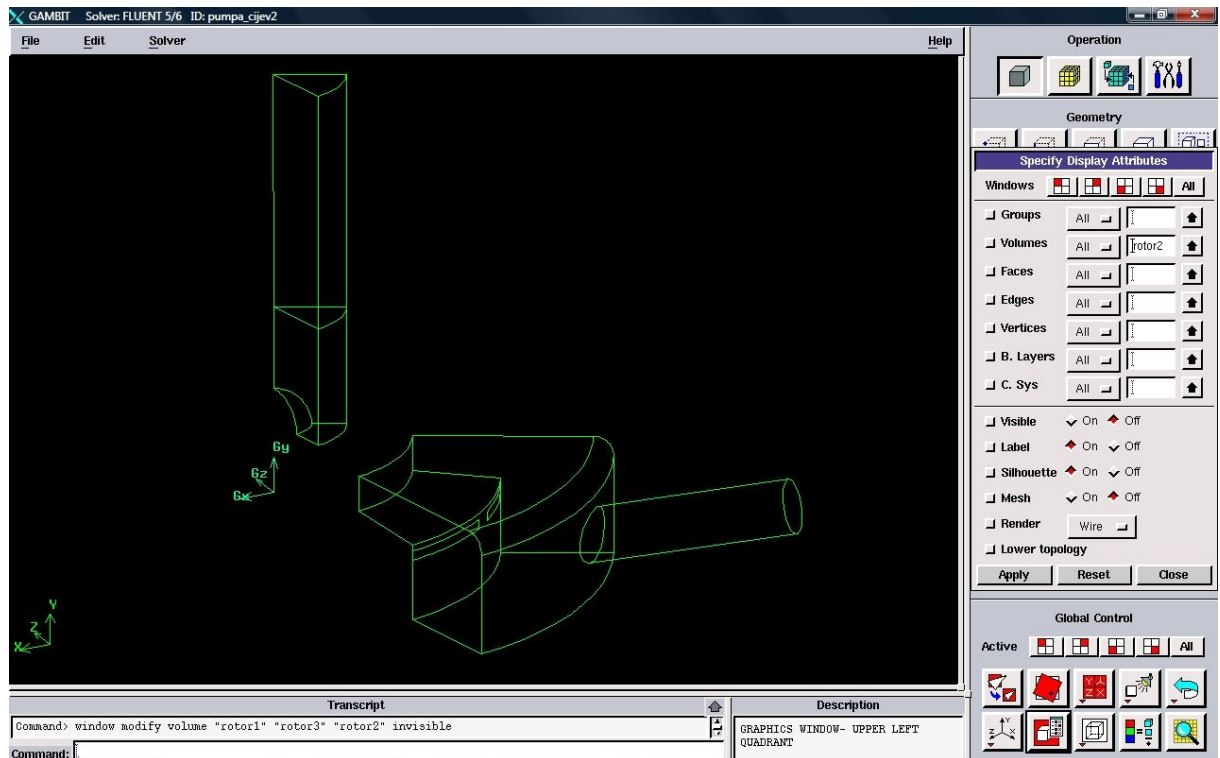 GAMBIT Solver: FLUENT 5/6 ID: pumpa_cijev2
File Edit Solver Help
Operation
Geometry
Specify Display Attributes
Windows All
Groups All
Volumes All rotor2
Faces All
Edges All
Vertices All
B. Layers All
C. Sys All
Visible On Off
Label On Off
Silhouette On Off
Mesh On Off
Render Wire
Lower topology
Apply Reset Close
Global Control
Active All
Gy
Gz
Gx
Y
Z
X
Transcript
Command> window modify volume "rotor1" "rotor3" "rotor2" invisible
Command:
Description
GRAPHICS WINDOW- UPPER LEFT
QUADRANT